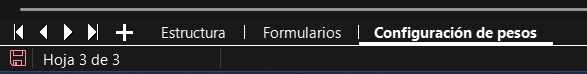 Estructura Formularios Configuración de pesos
Hoja 3 de 3